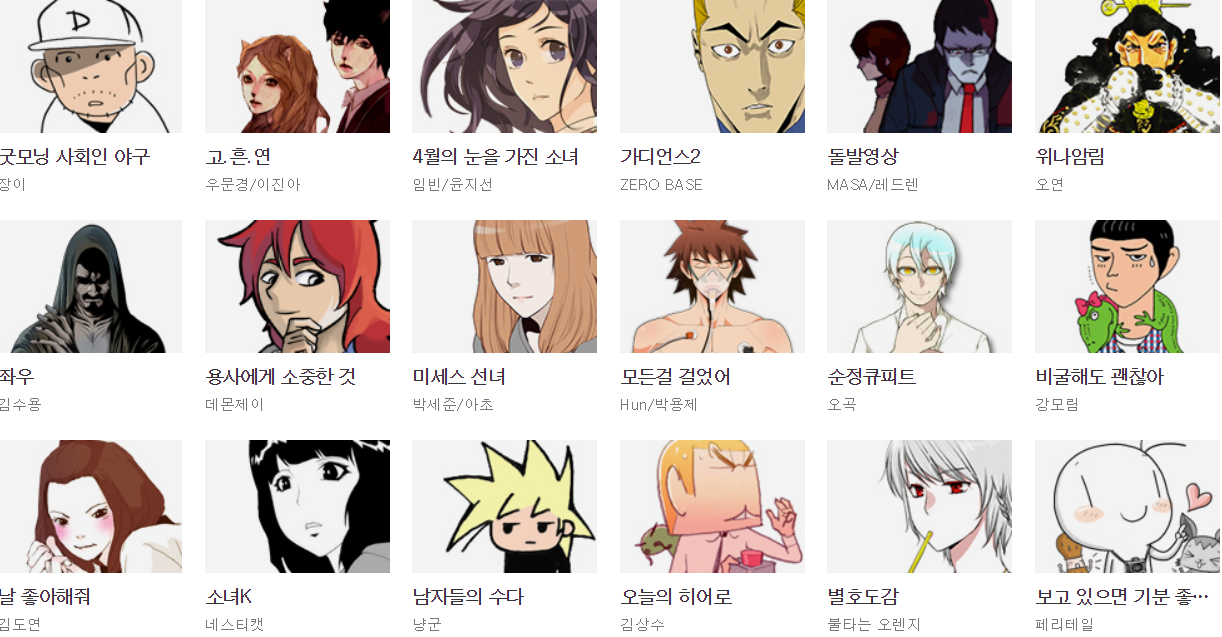 D
굿모닝 사회인 야구
고.흔.연
4월의 눈을 가진 소녀
가디언스2
돌발영상
위나암림
장이
우문경/이진아
임빈/윤지선
ZERO BASE
MASA/레드렌
오연
좌우
용사에게 소중한 것
미세스 선녀
모든걸 걸었어
순정큐피트
비굴해도 괜찮아
김수용
데몬제이
박세준/아초
Hun/박용제
오곡
강모림
날 좋아해줘
소녀K
남자들의 수다
오늘의 히어로
별호도감
보고 있으면 기분 좋…
김도연
네스티캣
냥군
김상수
불타는 오렌지
페리테일